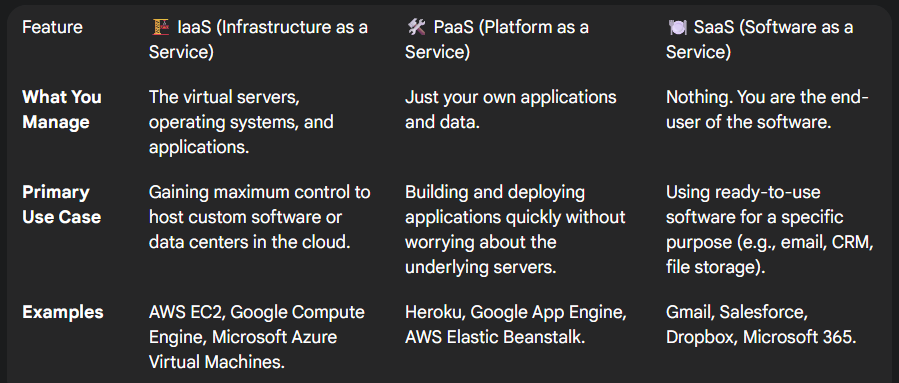 Feature
🏗️ IaaS (Infrastructure as a
Service)
🛠️ PaaS (Platform as a
Service)
🍽️ SaaS (Software as a
Service)
What You
Manage
The virtual servers,
operating systems, and
applications.
Just your own applications
and data.
Nothing. You are the end-
user of the software.
Primary
Use Case
Gaining maximum control to
host custom software or
data centers in the cloud.
Building and deploying
applications quickly without
worrying about the
underlying servers.
Using ready-to-use
software for a specific
purpose (e.g., email, CRM,
file storage).
Examples
AWS EC2, Google Compute
Engine, Microsoft Azure
Virtual Machines.
Heroku, Google App Engine,
AWS Elastic Beanstalk.
Gmail, Salesforce,
Dropbox, Microsoft 365.